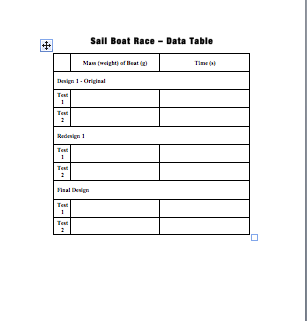 Sail Boat Race – Data Table
Mass (weight) of Boat (g) Time (s)
Design 1 - Original
Test
1
Test
2
Redesign 1
Test
1
Test
2
Final Design
Test
1
Test
2